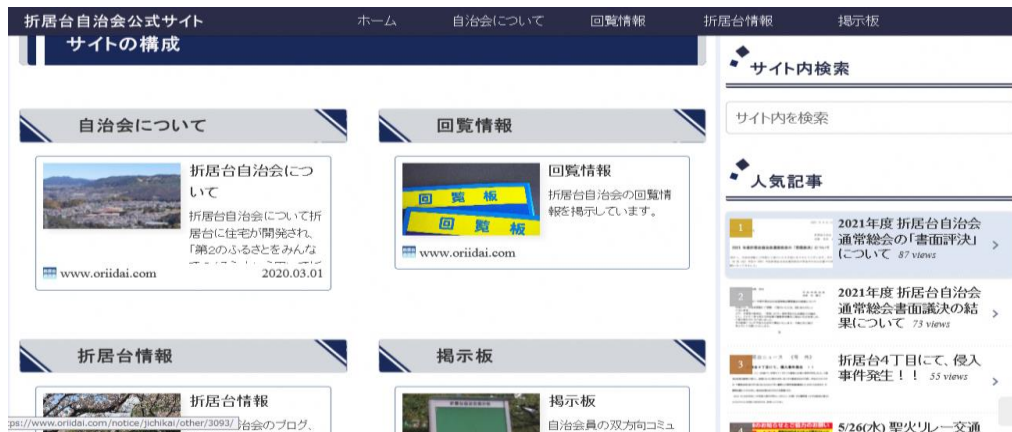 折居台自治会公式サイト
ホーム 自治会について 回覧情報 折居台情報 掲示板
サイトの構成
自治会について
折居台自治会につ
いて
折居台自治会について折
居台に住宅が開発され、
「第2のふるさとをみんな
www.oriidai.com 2020.03.01
回覧情報
回覧板
回覧板
回覧情報
折居台自治会の回覧情
報を掲示しています。
www.oriidai.com
折居台情報
折居台情報
治会のブログ、
掲示板
掲示板
自治会員の双方向コミュ
サイト内検索
サイト内を検索
人気記事
1
2021年度 折居台自治会
通常総会の「書面評決」
について 87 views
2
2021年度 折居台自治会
通常総会書面議決の結
果について 73 views
3
折居台4丁目にて、侵入
事件発生！！ 55 views
4
5/26(水) 聖火リレー交通
ps://www.oriidai.com/notice/jichikai/other/3093/